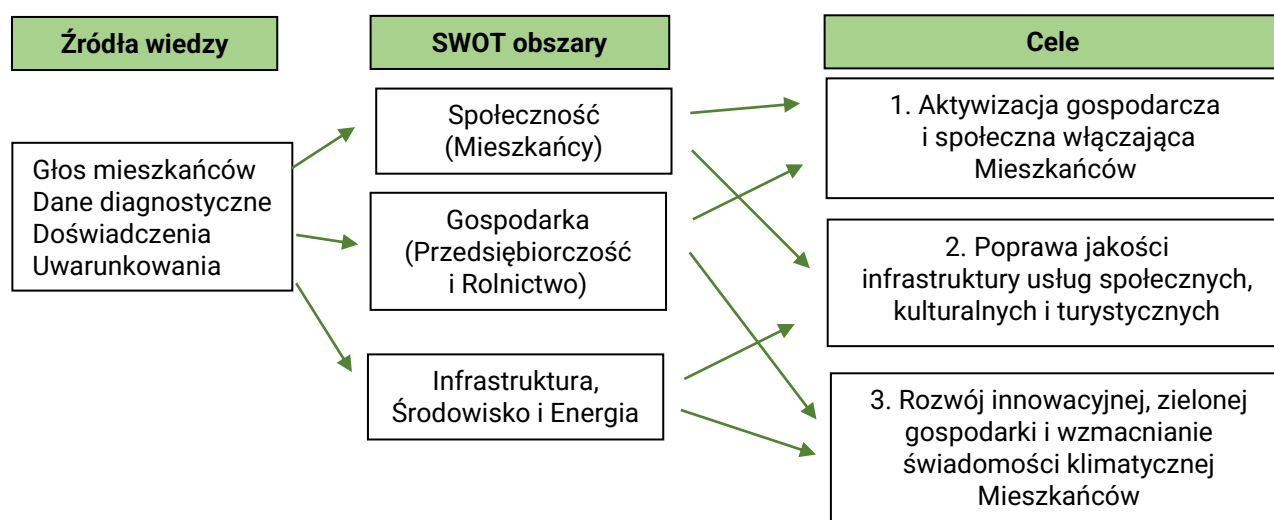 Źródła wiedzy
SWOT obszary
Cele
Głos mieszkańców
Dane diagnostyczne
Doświadczenia
Uwarunkowania
Społeczność
(Mieszkańcy)
Gospodarka
(Przedsiębiorczość
i Rolnictwo)
Infrastruktura,
Środowisko i Energia
1. Aktywizacja gospodarcza
i społeczna włączająca
Mieszkańców
2. Poprawa jakości
infrastruktury usług społecznych,
kulturalnych i turystycznych
3. Rozwój innowacyjnej, zielonej
gospodarki i wzmacnianie
świadomości klimatycznej
Mieszkańców